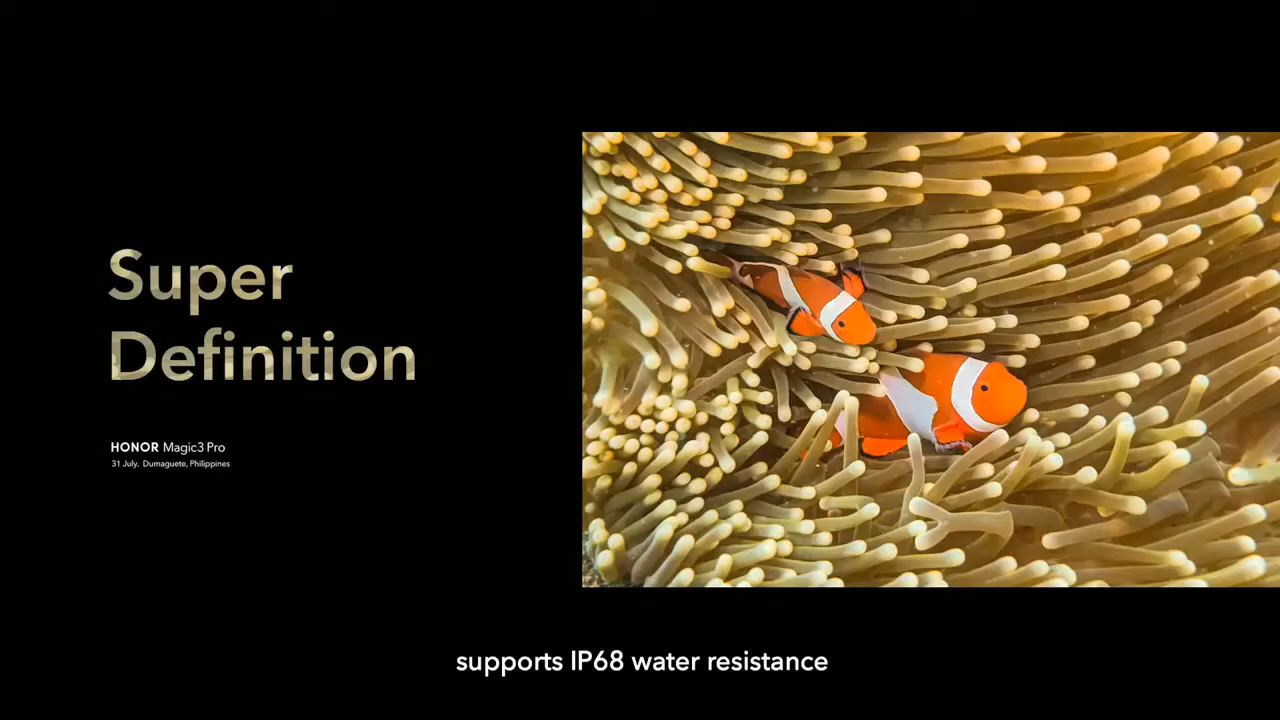 Super
Definition
HONOR Magic3 Pro
31 July. Dumaguete, Philippines
supports IP68 water resistance